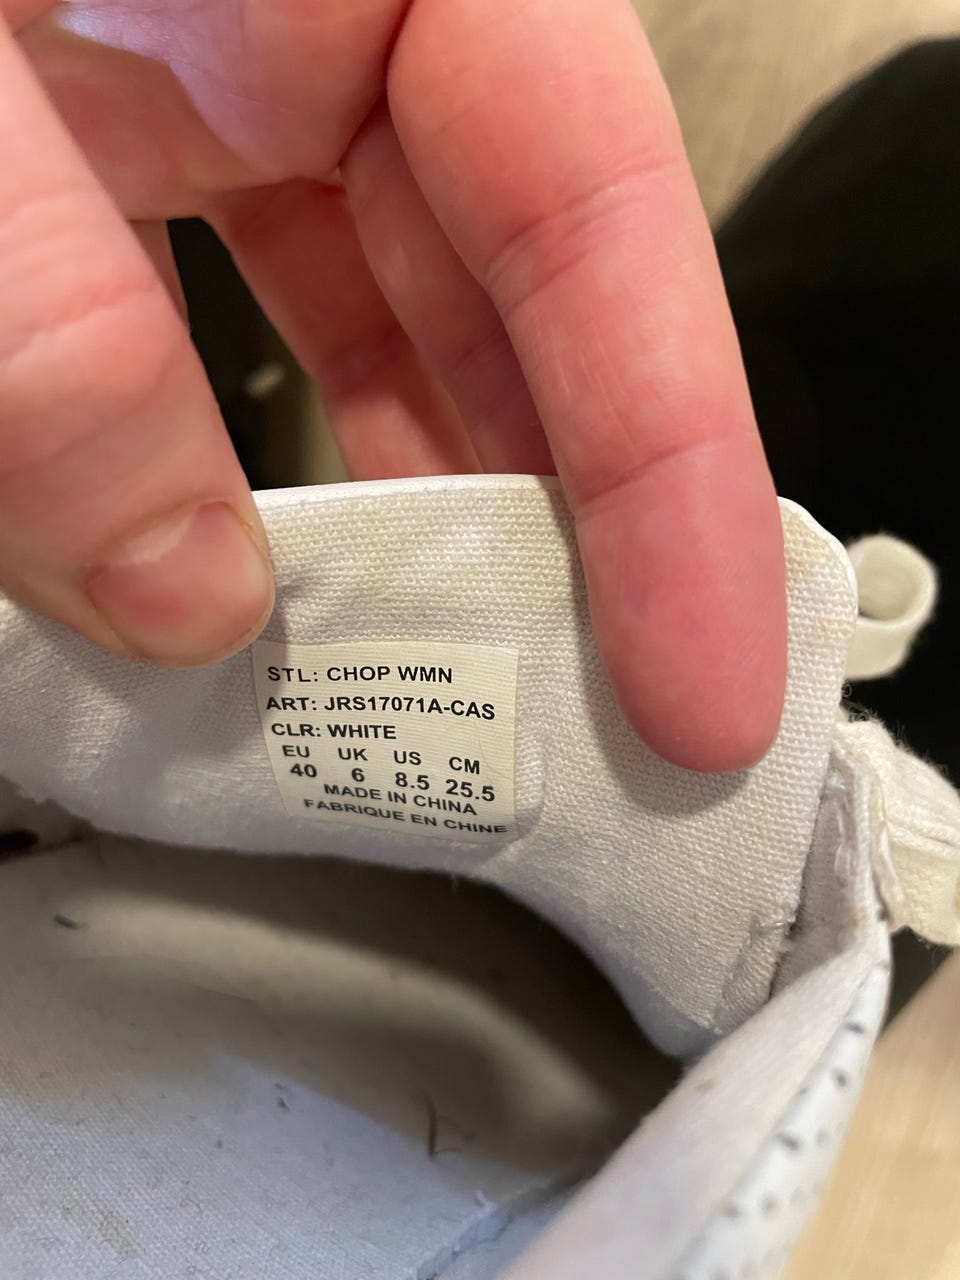 STL: CHOP WMN
ART: JRS17071A-CAS
CLR: WHITE
EU UK US CM
40 6 8.5 25.5
MADE IN CHINA
FABRIQUE EN CHINE